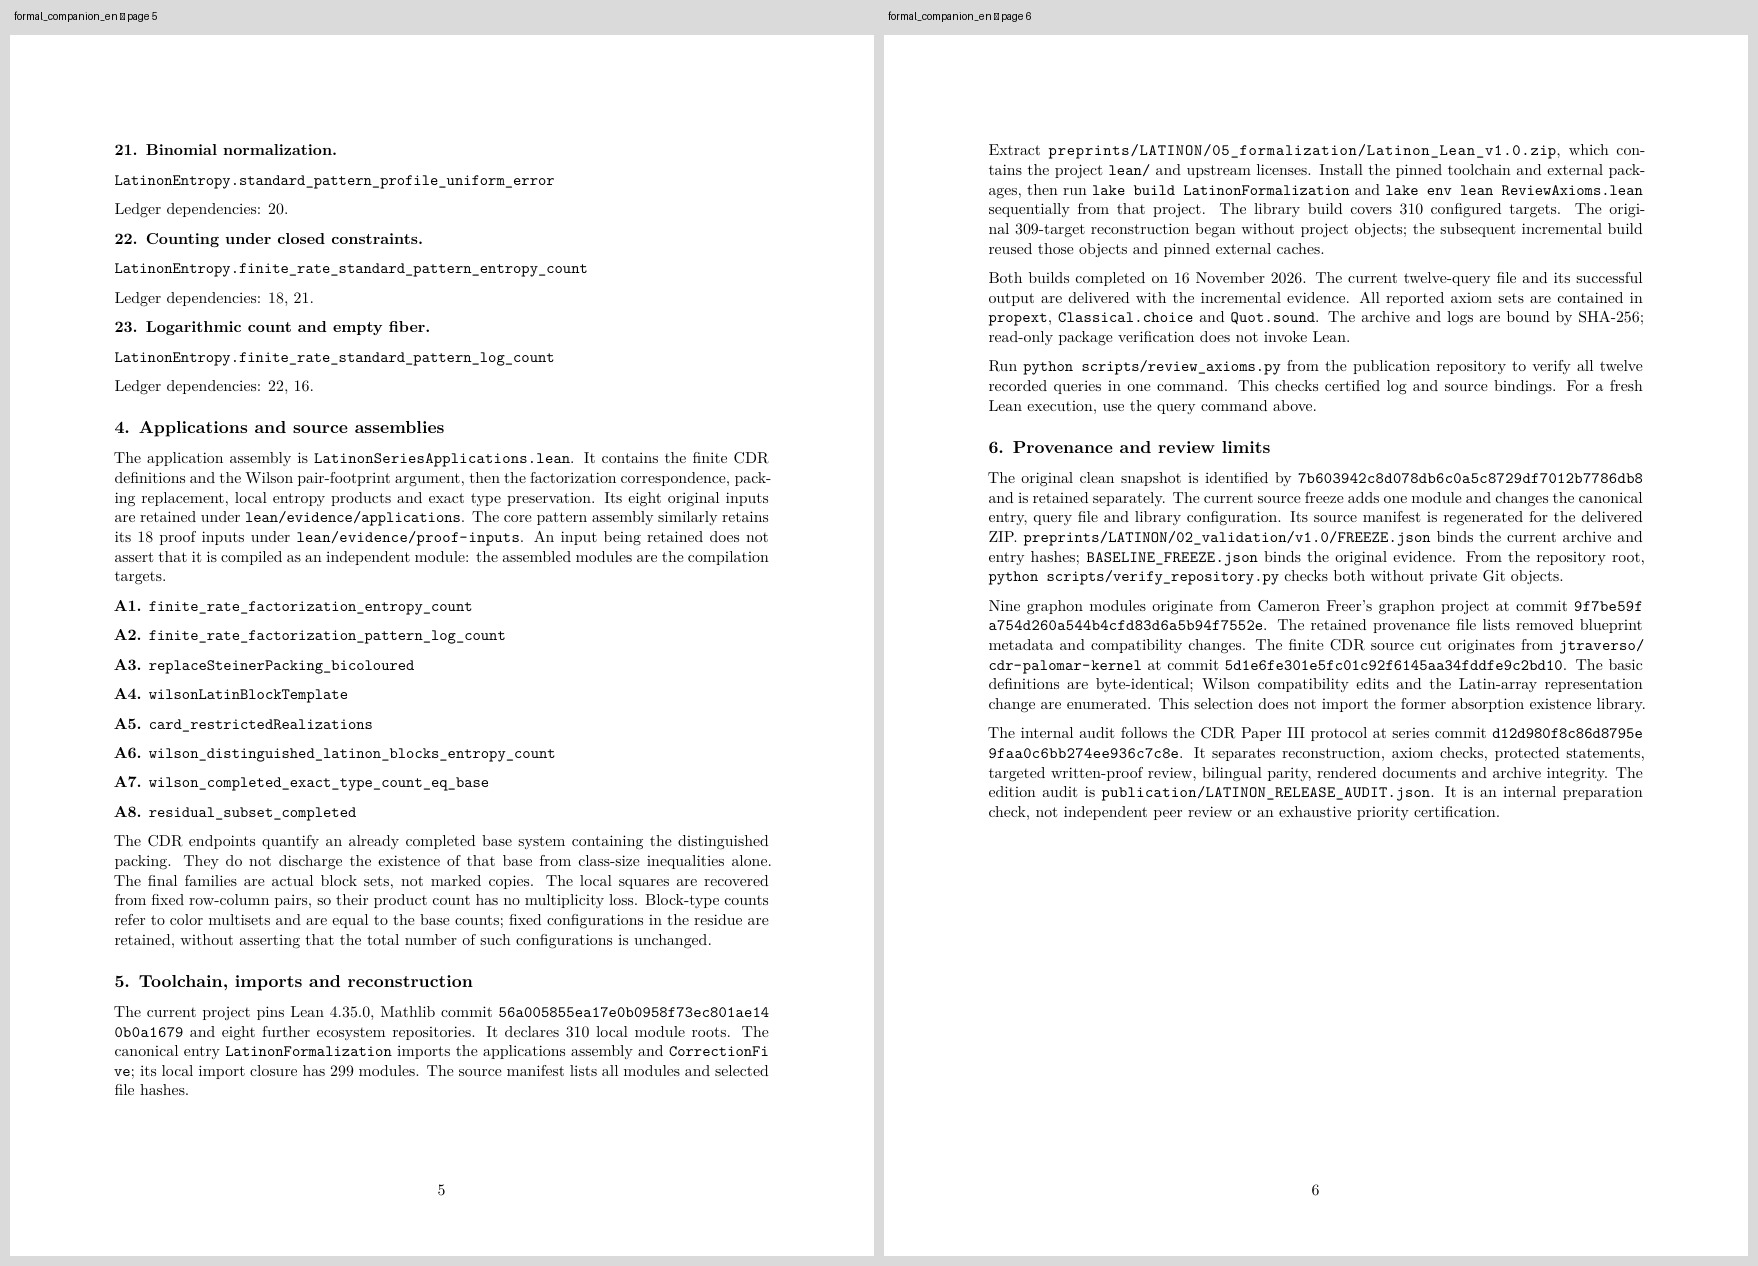 formal_companion_en page 5
21. Binomial normalization.
LatinonEntropy.standard_pattern_profile_uniform_error
Ledger dependencies: 20.
22. Counting under closed constraints.
LatinonEntropy.finite_rate_standard_pattern_entropy_count
Ledger dependencies: 18, 21.
23. Logarithmic count and empty fiber.
LatinonEntropy.finite_rate_standard_pattern_log_count
Ledger dependencies: 22, 16.
4. Applications and source assemblies
The application assembly is LatinonSeriesApplications.lean. It contains the finite CDR
definitions and the Wilson pair-footprint argument, then the factorization correspondence, pack-
ing replacement, local entropy products and exact type preservation. Its eight original inputs
are retained under lean/evidence/applications. The core pattern assembly similarly retains
its 18 proof inputs under lean/evidence/proof-inputs. An input being retained does not
assert that it is compiled as an independent module: the assembled modules are the compilation
targets.
A1. finite_rate_factorization_entropy_count
A2. finite_rate_factorization_pattern_log_count
A3. replaceSteinerPacking_bicoloured
A4. wilsonLatinBlockTemplate
A5. card_restrictedRealizations
A6. wilson_distinguished_latinon_blocks_entropy_count
A7. wilson_completed_exact_type_count_eq_base
A8. residual_subset_completed
The CDR endpoints quantify an already completed base system containing the distinguished
packing. They do not discharge the existence of that base from class-size inequalities alone.
The final families are actual block sets, not marked copies. The local squares are recovered
from fixed row-column pairs, so their product count has no multiplicity loss. Block-type counts
refer to color multisets and are equal to the base counts; fixed configurations in the residue are
retained, without asserting that the total number of such configurations is unchanged.
5. Toolchain, imports and reconstruction
The current project pins Lean 4.35.0, Mathlib commit 56a005855ea17e0b0958f73ec801ae14
0b0a1679 and eight further ecosystem repositories. It declares 310 local module roots. The
canonical entry LatinonFormalization imports the applications assembly and CorrectionFi
ve; its local import closure has 299 modules. The source manifest lists all modules and selected
file hashes.
5
formal_companion_en page 6
Extract preprints/LATINON/05_formalization/Latinon_Lean_v1.0.zip, which con-
tains the project lean/ and upstream licenses. Install the pinned toolchain and external pack-
ages, then run lake build LatinonFormalization and lake env lean ReviewAxioms.lean
sequentially from that project. The library build covers 310 configured targets. The origi-
nal 309-target reconstruction began without project objects; the subsequent incremental build
reused those objects and pinned external caches.
Both builds completed on 16 November 2026. The current twelve-query file and its successful
output are delivered with the incremental evidence. All reported axiom sets are contained in
propext, Classical.choice and Quot.sound. The archive and logs are bound by SHA-256;
read-only package verification does not invoke Lean.
Run python scripts/review_axioms.py from the publication repository to verify all twelve
recorded queries in one command. This checks certified log and source bindings. For a fresh
Lean execution, use the query command above.
6. Provenance and review limits
The original clean snapshot is identified by 7b603942c8d078db6c0a5c8729df7012b7786db8
and is retained separately. The current source freeze adds one module and changes the canonical
entry, query file and library configuration. Its source manifest is regenerated for the delivered
ZIP. preprints/LATINON/02_validation/v1.0/FREEZE.json binds the current archive and
entry hashes; BASELINE_FREEZE.json binds the original evidence. From the repository root,
python scripts/verify_repository.py checks both without private Git objects.
Nine graphon modules originate from Cameron Freer's graphon project at commit 9f7be59f
a754d260a544b4cfd83d6a5b94f7552e. The retained provenance file lists removed blueprint
metadata and compatibility changes. The finite CDR source cut originates from jtraverso/
cdr-palomar-kernel at commit 5d1e6fe301e5fc01c92f6145aa34fddfe9c2bd10. The basic
definitions are byte-identical; Wilson compatibility edits and the Latin-array representation
change are enumerated. This selection does not import the former absorption existence library.
The internal audit follows the CDR Paper III protocol at series commit d12d980f8c86d8795e
9faa0c6bb274ee936c7c8e. It separates reconstruction, axiom checks, protected statements,
targeted written-proof review, bilingual parity, rendered documents and archive integrity. The
edition audit is publication/LATINON_RELEASE_AUDIT.json. It is an internal preparation
check, not independent peer review or an exhaustive priority certification.
6